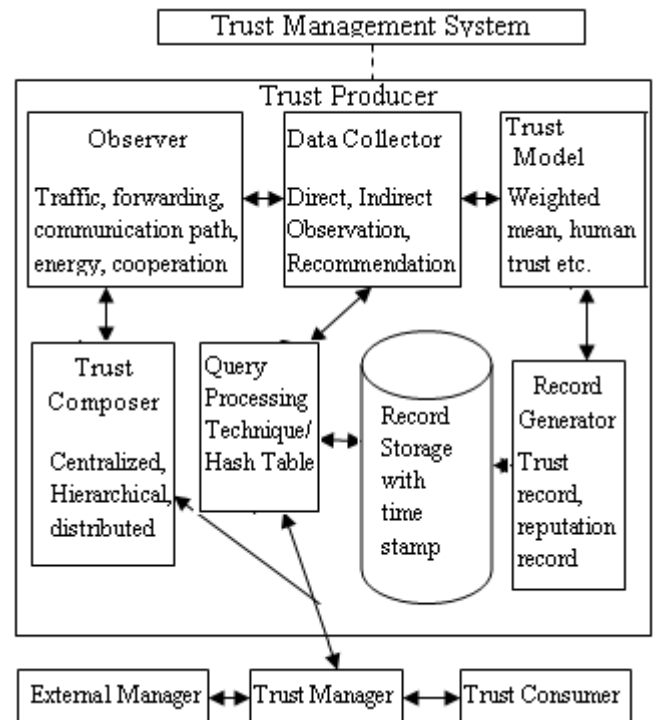 Trust Management System
Trust Producer
Observer
Traffic, forwarding,
communication path,
energy, cooperation
Data Collector
Direct, Indirect
Observation,
Recommendation
Trust
Model
Weighted
mean, human
trust etc.
Trust
Composer
Centralized,
Hierarchical,
distributed
Query
Processing
Technique/
Hash Table
Record
Storage
with
time
stamp
Record
Generator
Trust
record,
reputation
record
External Manager
Trust Manager
Trust Consumer